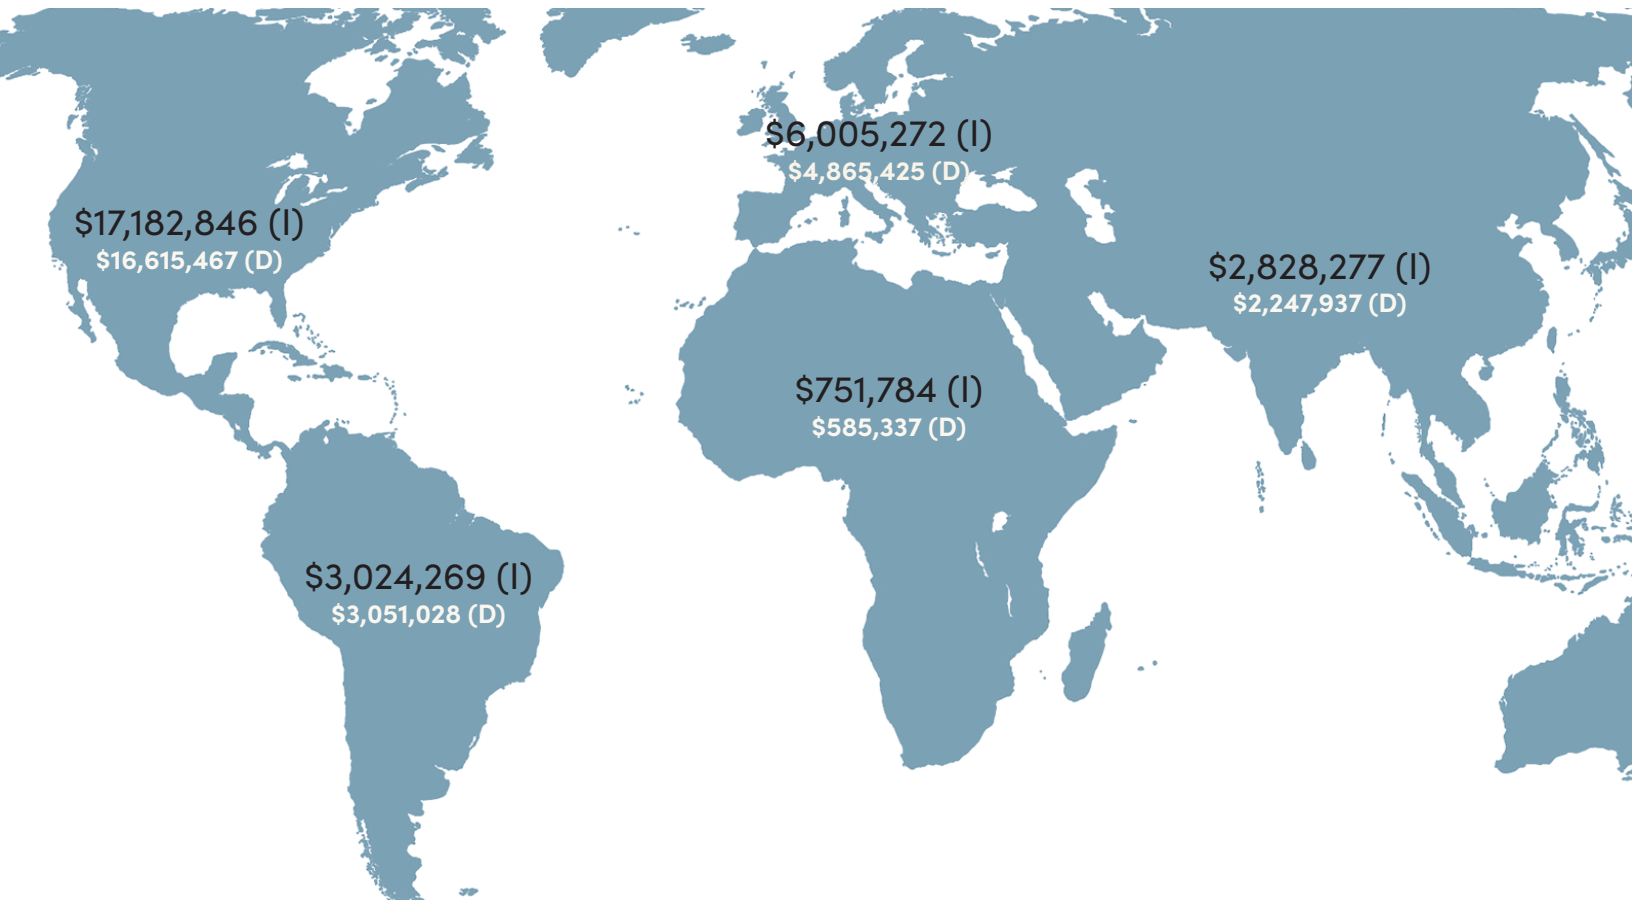 $6,005,272 (I)
$4,865,425 (D)
$17,182,846 (I)
$16,615,467 (D)
$2,828,277 (I)
$2,247,937 (D)
$751,784 (I)
$585,337 (D)
$3,024,269 (I)
$3,051,028 (D)